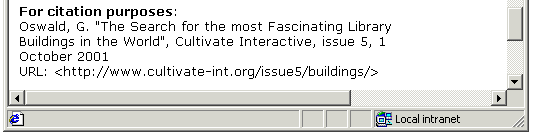 For citation purposes:
Oswald, G. "The Search for the most Fascinating Library
Buildings in the World", Cultivate Interactive, issue 5, 1
October 2001
URL: <http://www.cultivate-int.org/issue5/buildings/>
Local intranet